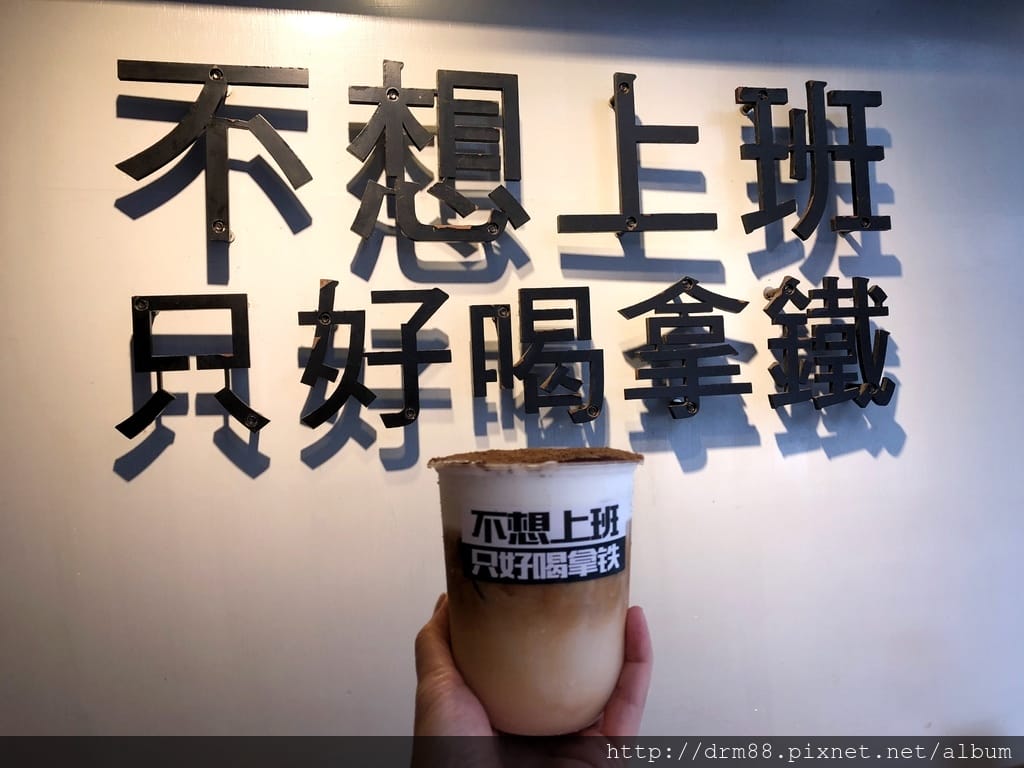 不想上班
只好喝拿鐵
不想上班
只好喝拿铁
http://drm88.pixnet.net/album